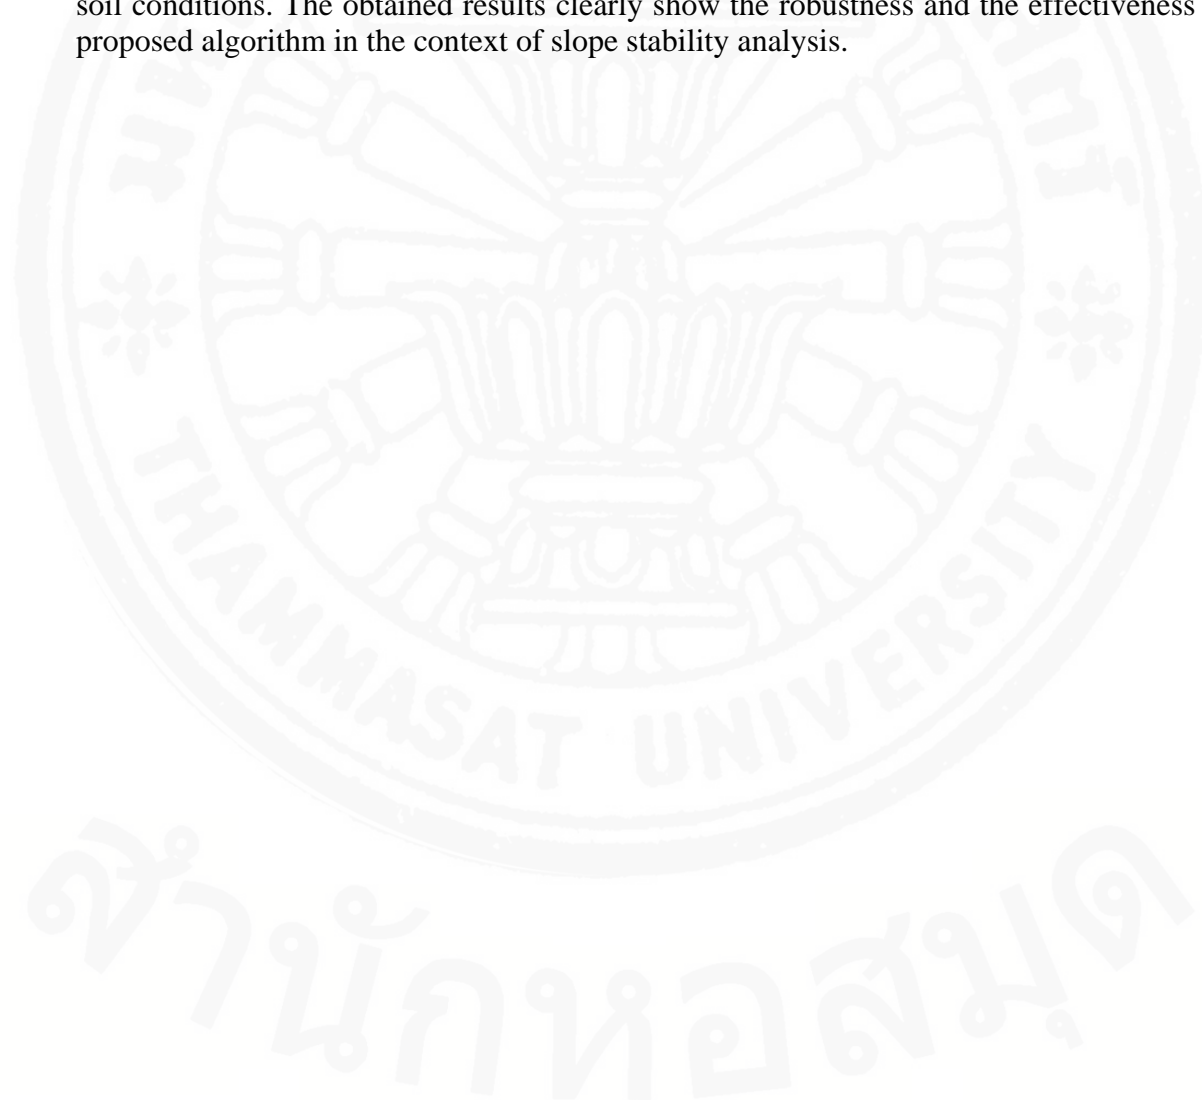 soil conditions. The obtained results clearly show the robustness and the effectiveness
proposed algorithm in the context of slope stability analysis.
THAMMASAT UNIVERSITY
สำนักหอสมุด